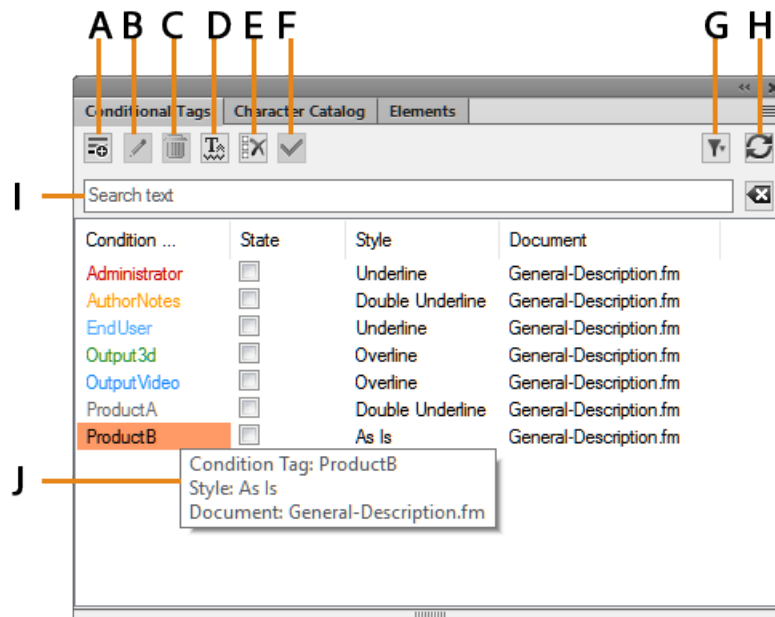 A B C D E F G H
Conditional Tags Character Catalog Elements
I
Search text
Condition ... State Style Document
Administrator Underline General-Description.fm
AuthorNotes Double Underline General-Description.fm
EndUser Underline General-Description.fm
Output3d Overline General-Description.fm
OutputVideo Overline General-Description.fm
ProductA Double Underline General-Description.fm
ProductB As Is General-Description.fm
J
Condition Tag: ProductB
Style: As Is
Document: General-Description.fm